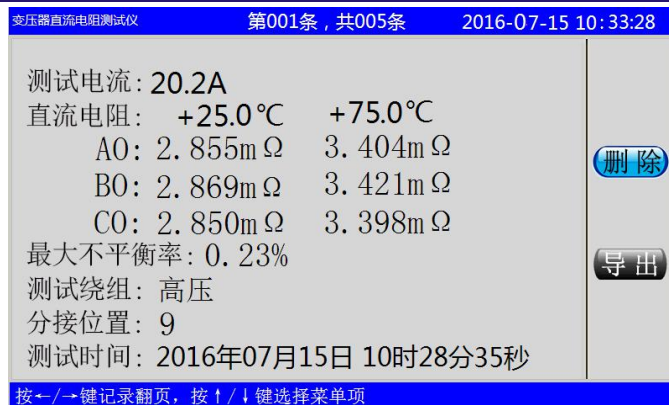 变压器直流电阻测试仪 第001条，共005条 2016-07-15 10:33:28
测试电流: 20.2A
直流电阻: +25.0℃ +75.0℃
AO: 2.855mΩ 3.404mΩ
BO: 2.869mΩ 3.421mΩ
CO: 2.850mΩ 3.398mΩ
最大不平衡率: 0.23%
测试绕组: 高压
分接位置: 9
测试时间: 2016年07月15日 10时28分35秒
删除
导出
按←/→键记录翻页，按↑/↓键选择菜单项